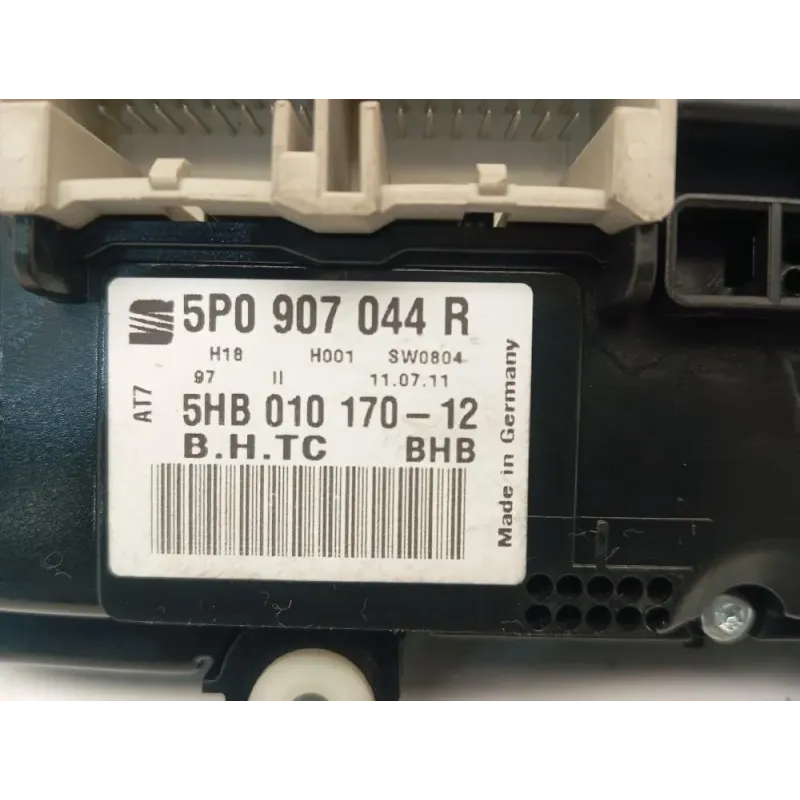 5P0 907 044 R
H18 H001 SW0804
97 II 11.07.11
AT7
5HB 010 170-12
B.H.TC BHB
Made in Germany